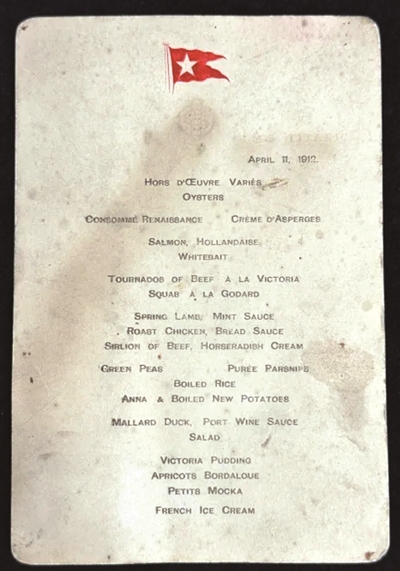 April 11, 1912.
Hors d'Œuvre Variés
Oysters
Consommé Renaissance Crème d'Asperges
Salmon, Hollandaise
Whitebait
Tournados of Beef à la Victoria
Squab à la Godard
Spring Lamb, Mint Sauce
Roast Chicken, Bread Sauce
Sirlion of Beef, Horseradish Cream
Green Peas Purée Parsnips
Boiled Rice
Anna & Boiled New Potatoes
Mallard Duck, Port Wine Sauce
Salad
Victoria Pudding
Apricots Bordaloue
Petits Mocka
French Ice Cream